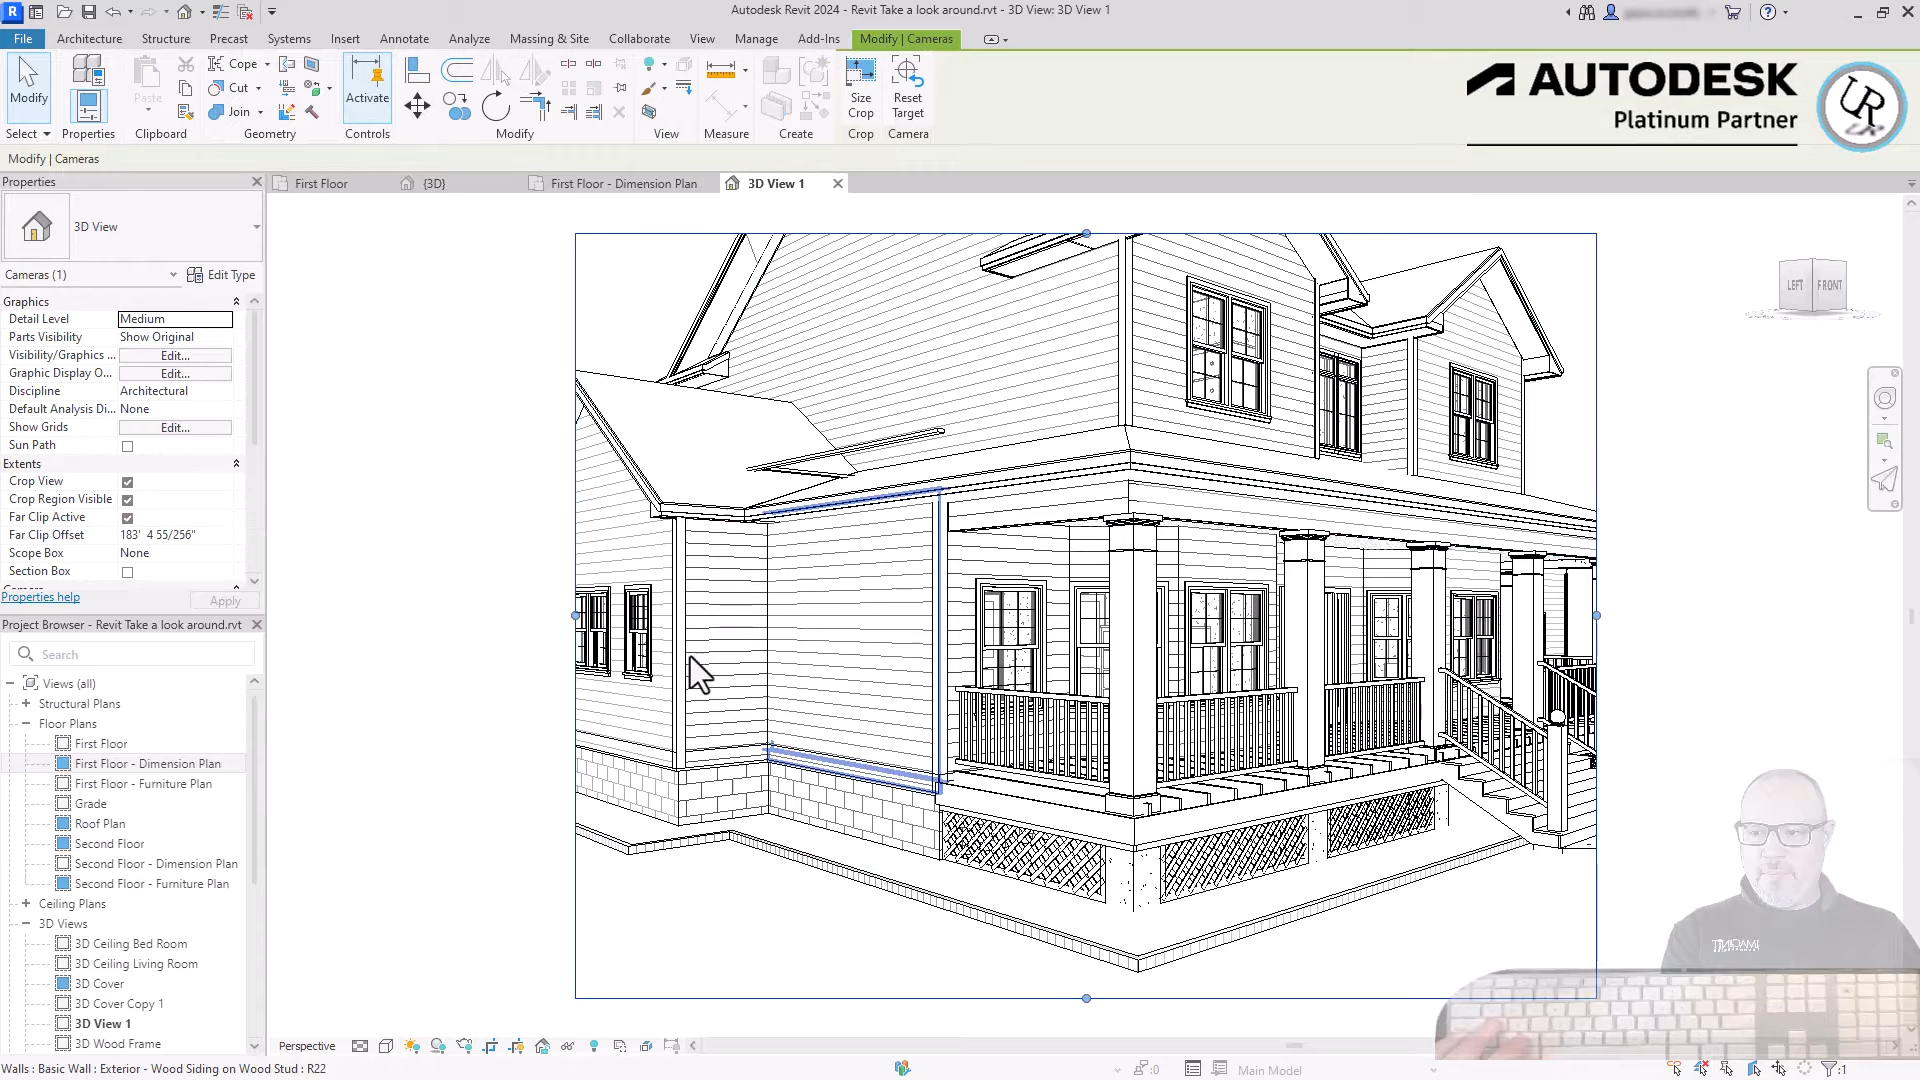 Autodesk Revit 2024 - Revit Take a look around.rvt - 3D View: 3D View 1
File Architecture Structure Precast Systems Insert Annotate Analyze Massing & Site Collaborate View Manage Add-Ins Modify | Cameras
Modify
Paste
Cope
Cut
Join
Activate
Size Crop
Reset Target
Select Properties Clipboard Geometry Controls Modify View Measure Create Crop Camera
AUTODESK
Platinum Partner
Modify | Cameras
Properties
First Floor {3D} First Floor - Dimension Plan 3D View 1
3D View
Cameras (1) Edit Type
Graphics
Detail Level Medium
Parts Visibility Show Original
Visibility/Graphics ... Edit...
Graphic Display O... Edit...
Discipline Architectural
Default Analysis Di... None
Show Grids Edit...
Sun Path
Extents
Crop View
Crop Region Visible
Far Clip Active
Far Clip Offset 183' 4 55/256"
Scope Box None
Section Box
Properties help Apply
Project Browser - Revit Take a look around.rvt
Search
Views (all)
Structural Plans
Floor Plans
First Floor
First Floor - Dimension Plan
First Floor - Furniture Plan
Grade
Roof Plan
Second Floor
Second Floor - Dimension Plan
Second Floor - Furniture Plan
Ceiling Plans
3D Views
3D Ceiling Bed Room
3D Ceiling Living Room
3D Cover
3D Cover Copy 1
3D View 1
3D Wood Frame
LEFT FRONT
Perspective
Walls : Basic Wall : Exterior - Wood Siding on Wood Stud : R22
:0
Main Model
:1